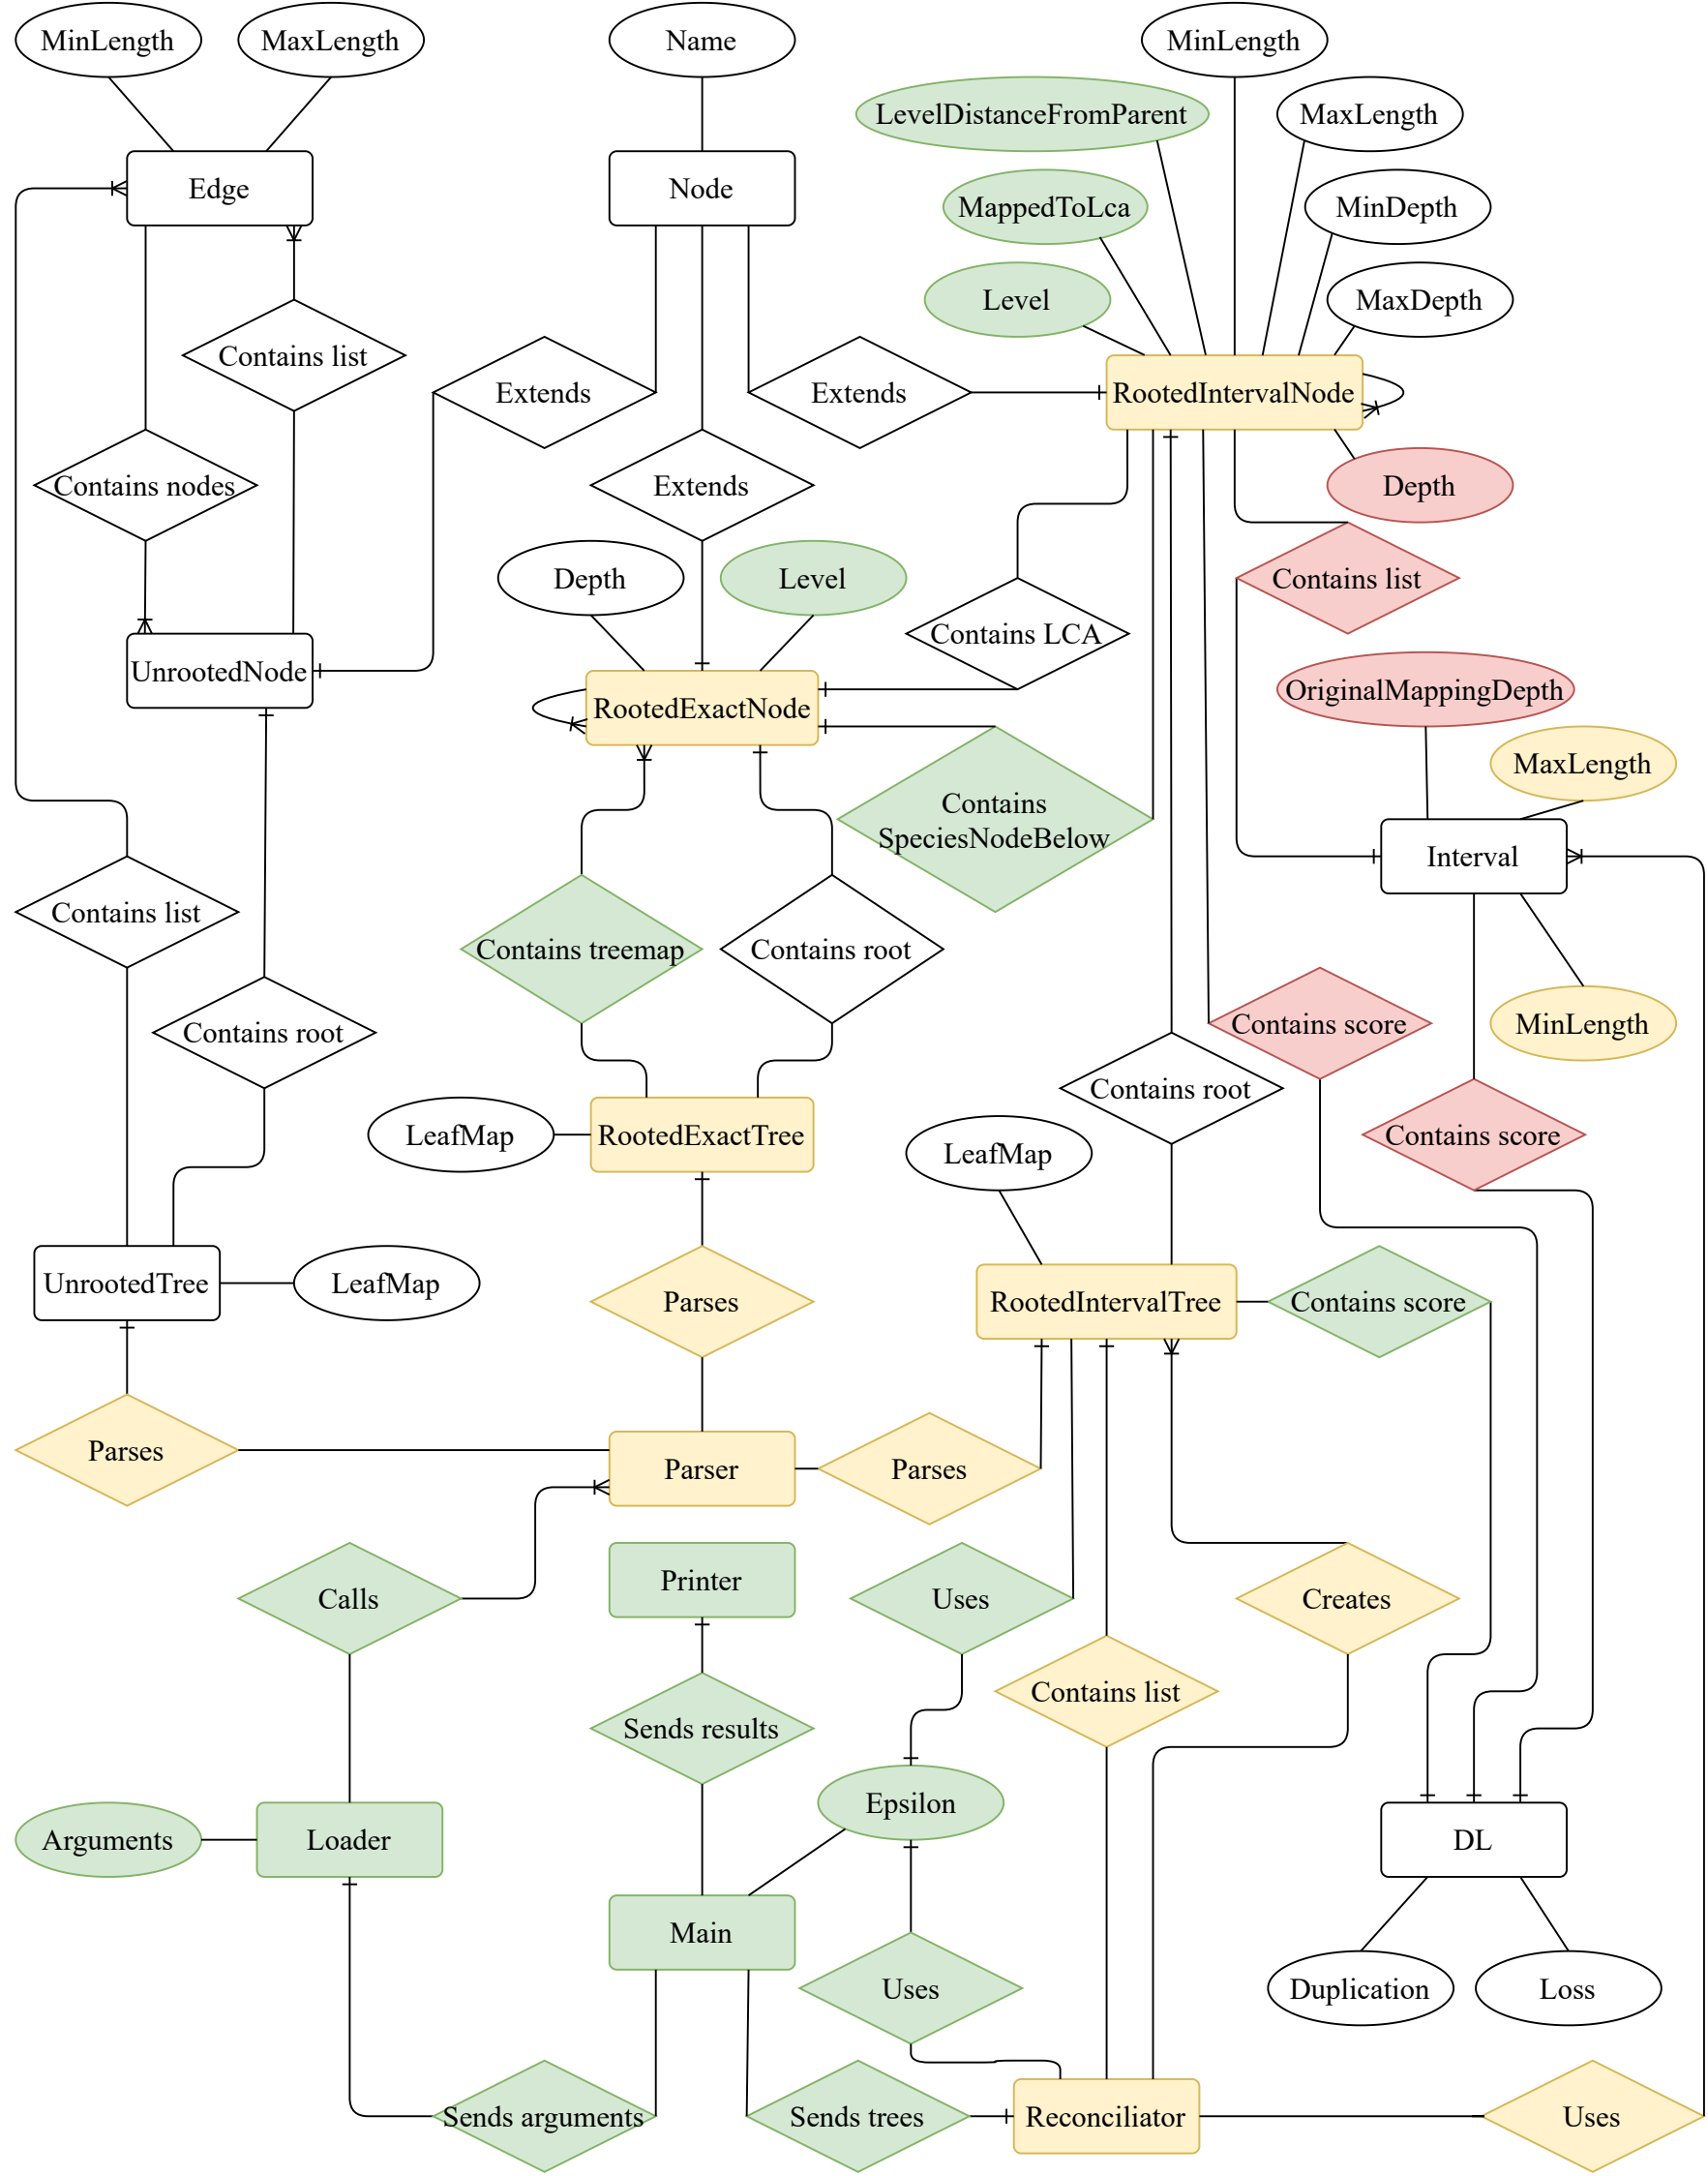 MinLength
MaxLength
Name
MinLength
LevelDistanceFromParent
MaxLength
Edge
Node
MappedToLca
MinDepth
Level
MaxDepth
Contains list
Extends
Extends
RootedIntervalNode
Contains nodes
Extends
Depth
Depth
Level
Contains list
Contains LCA
UnrootedNode
OriginalMappingDepth
RootedExactNode
MaxLength
Contains
SpeciesNodeBelow
Interval
Contains list
Contains treemap
Contains root
Contains root
Contains score
MinLength
Contains root
LeafMap
RootedExactTree
Contains score
LeafMap
UnrootedTree
LeafMap
Parses
RootedIntervalTree
Contains score
Parses
Parser
Parses
Printer
Calls
Uses
Creates
Contains list
Sends results
Epsilon
Arguments
Loader
DL
Main
Uses
Duplication
Loss
Sends arguments
Sends trees
Reconciliator
Uses